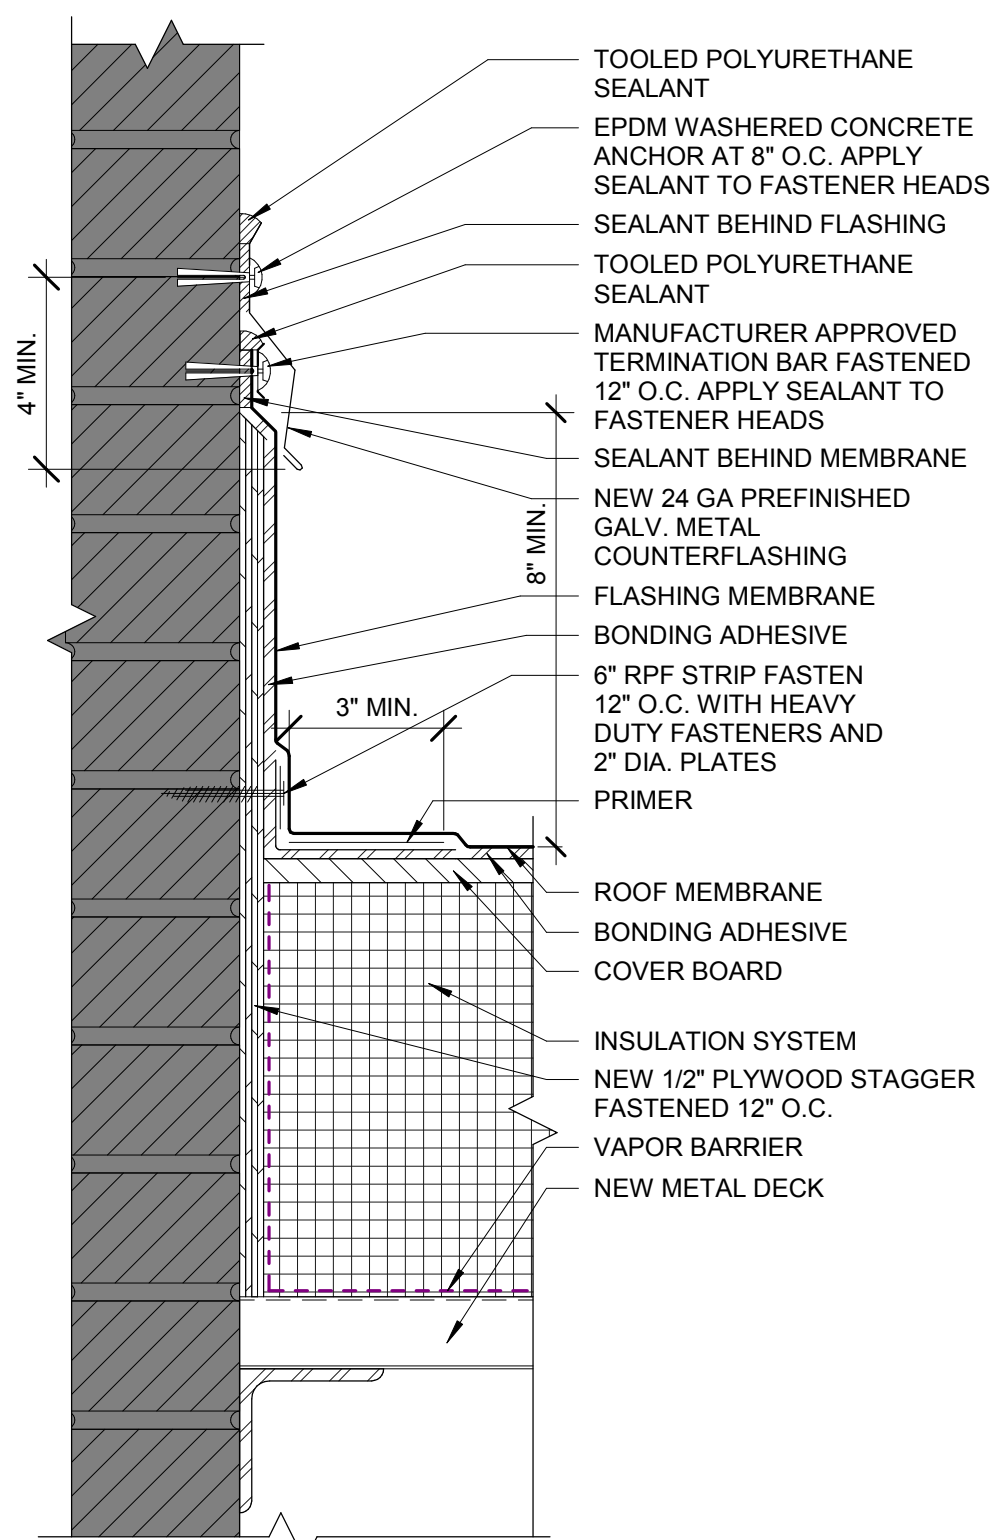 TOOLED POLYURETHANE
SEALANT
EPDM WASHERED CONCRETE
ANCHOR AT 8" O.C. APPLY
SEALANT TO FASTENER HEADS
SEALANT BEHIND FLASHING
TOOLED POLYURETHANE
SEALANT
MANUFACTURER APPROVED
TERMINATION BAR FASTENED
12" O.C. APPLY SEALANT TO
FASTENER HEADS
SEALANT BEHIND MEMBRANE
NEW 24 GA PREFINISHED
GALV. METAL
COUNTERFLASHING
FLASHING MEMBRANE
BONDING ADHESIVE
6" RPF STRIP FASTEN
12" O.C. WITH HEAVY
DUTY FASTENERS AND
2" DIA. PLATES
PRIMER
ROOF MEMBRANE
BONDING ADHESIVE
COVER BOARD
INSULATION SYSTEM
NEW 1/2" PLYWOOD STAGGER
FASTENED 12" O.C.
VAPOR BARRIER
NEW METAL DECK
4" MIN.
8" MIN.
3" MIN.